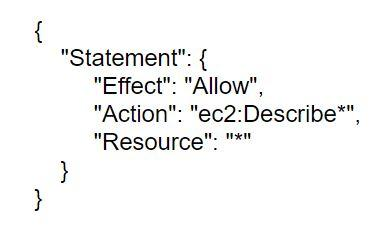 {
"Statement": {
"Effect": "Allow",
"Action": "ec2:Describe*",
"Resource": "*"
}
}